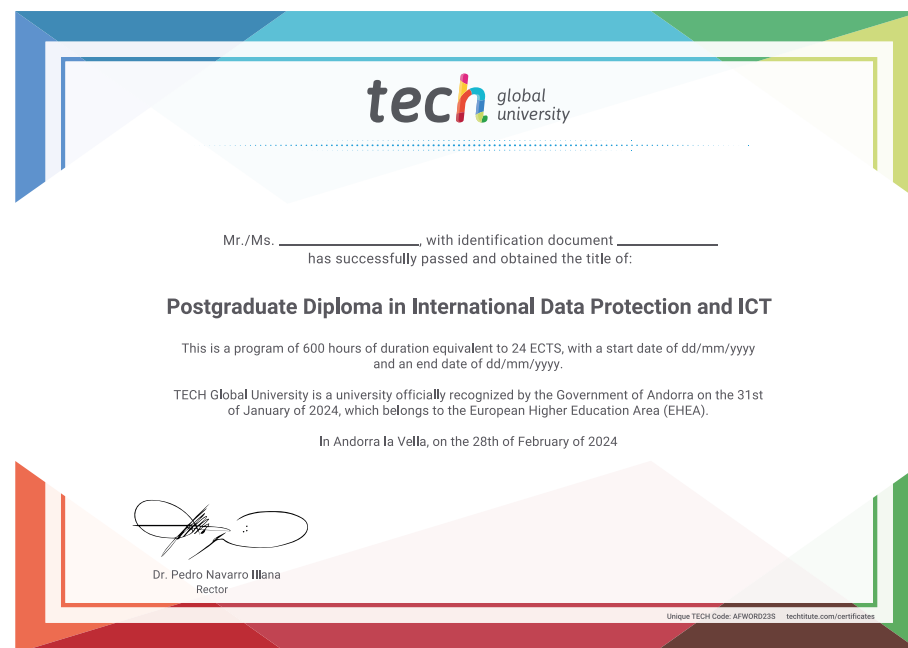 tech global university
Mr./Ms. ____________________, with identification document ______________
has successfully passed and obtained the title of:
Postgraduate Diploma in International Data Protection and ICT
This is a program of 600 hours of duration equivalent to 24 ECTS, with a start date of dd/mm/yyyy
and an end date of dd/mm/yyyy.
TECH Global University is a university officially recognized by the Government of Andorra on the 31st
of January of 2024, which belongs to the European Higher Education Area (EHEA).
In Andorra la Vella, on the 28th of February of 2024
Dr. Pedro Navarro Illana
Rector
Unique TECH Code: AFWORD23S techtitute.com/certificates